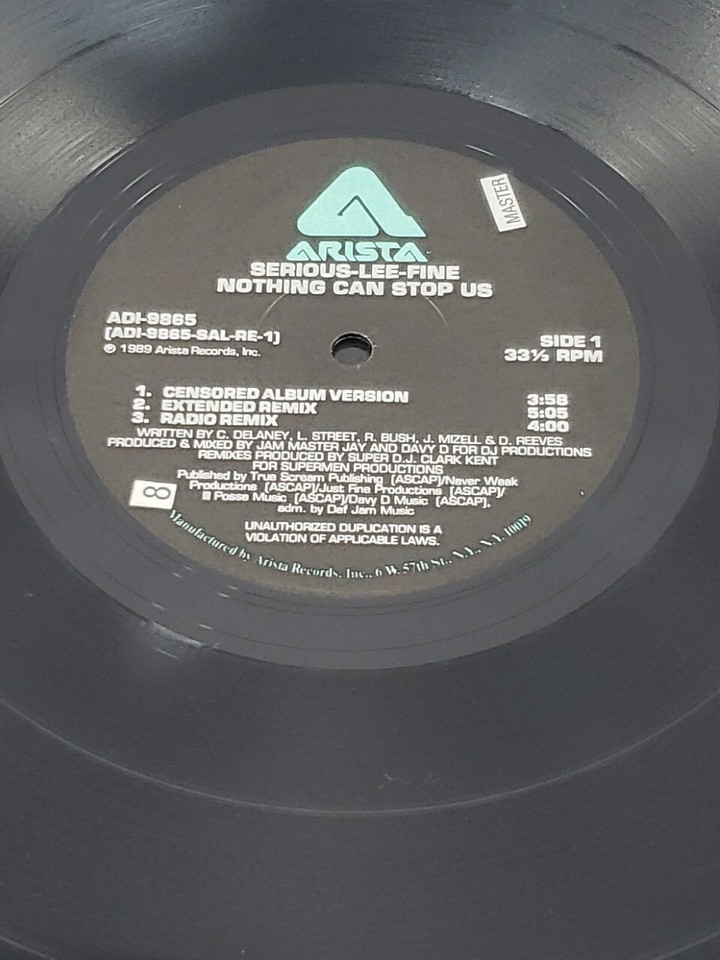 MASTER
ARISTA
SERIOUS-LEE-FINE
NOTHING CAN STOP US
ADI-9865
(ADI-9865-SAL-RE-1)
℗ 1989 Arista Records, Inc.
SIDE 1
33⅓ RPM
1. CENSORED ALBUM VERSION 3:58
2. EXTENDED REMIX 5:05
3. RADIO REMIX 4:00
WRITTEN BY C. DELANEY, L. STREET, R. BUSH, J. MIZELL & D. REEVES
PRODUCED & MIXED BY JAM MASTER JAY AND DAVY D FOR DJ PRODUCTIONS
REMIXES PRODUCED BY SUPER D.J. CLARK KENT
FOR SUPERMEN PRODUCTIONS
Published by True Scream Publishing (ASCAP)/Naver Weak
Productions (ASCAP)/Just Fine Productions (ASCAP)/
Posse Music (ASCAP)/Davy D Music (ASCAP),
adm. by Def Jam Music
8
UNAUTHORIZED DUPLICATION IS A
VIOLATION OF APPLICABLE LAWS.
Manufactured by Arista Records, Inc., 6 W. 57th St., N.Y., N.Y. 10019